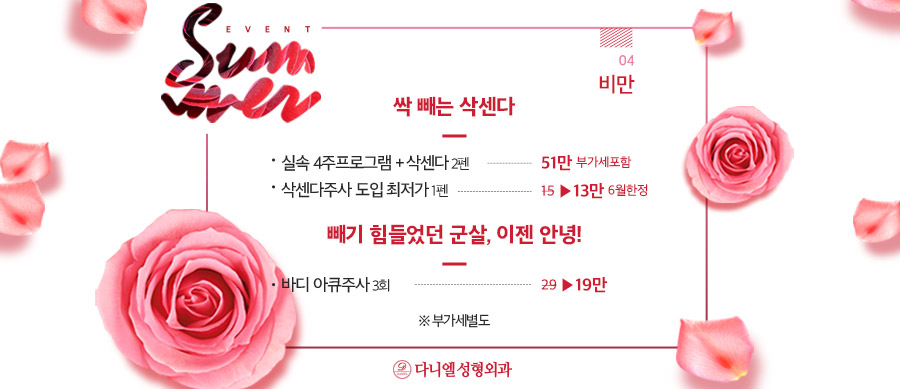 EVENT
Summer
04
비만
싹 빼는 삭센다
· 실속 4주프로그램 + 삭센다 2펜 51만 부가세포함
· 삭센다주사 도입 최저가 1펜 15 ▶13만 6월한정
빼기 힘들었던 군살, 이젠 안녕!
· 바디 아큐주사 3회 29 ▶19만
※ 부가세별도
다니엘성형외과